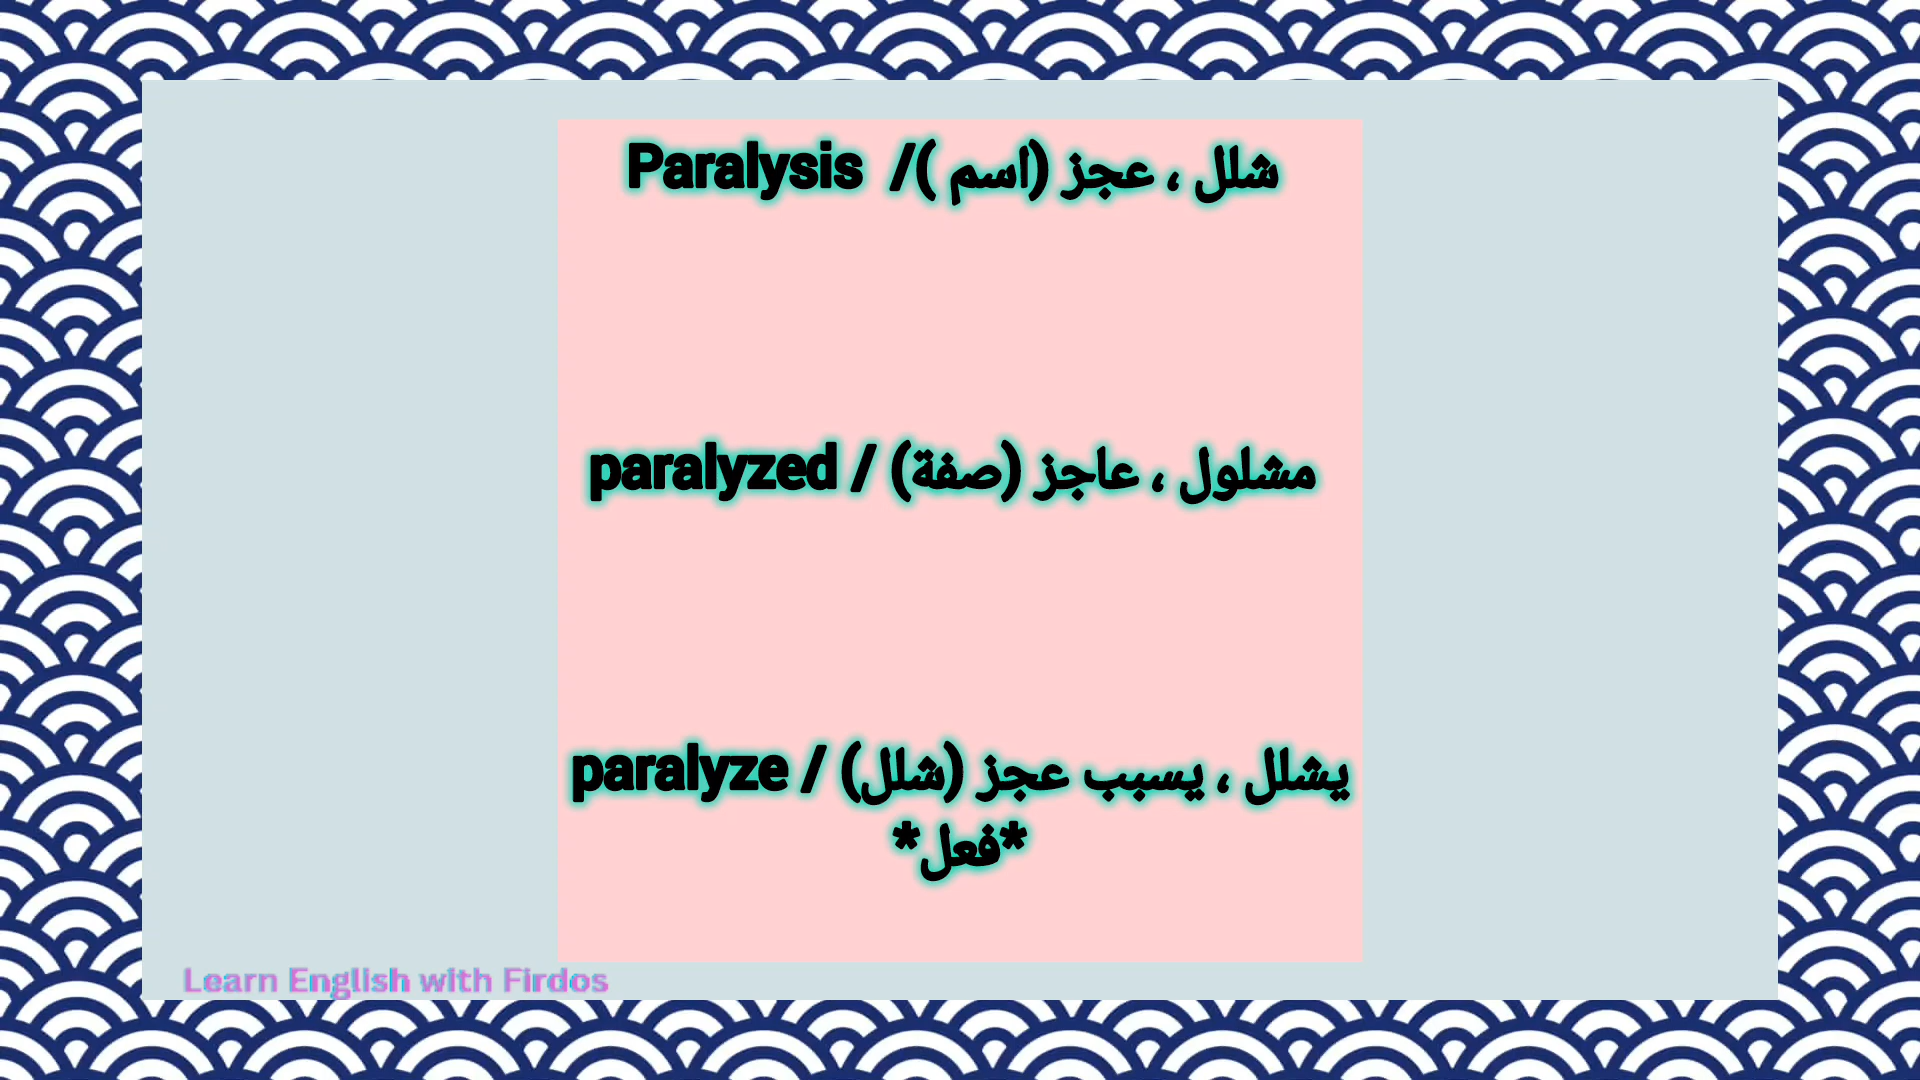 Paralysis /( اسم) شلل ، عجز
paralyzed / (صفة) مشلول ، عاجز
paralyze / (شلل) يشلل ، يسبب عجز
*فعل*
Learn English with Firdos